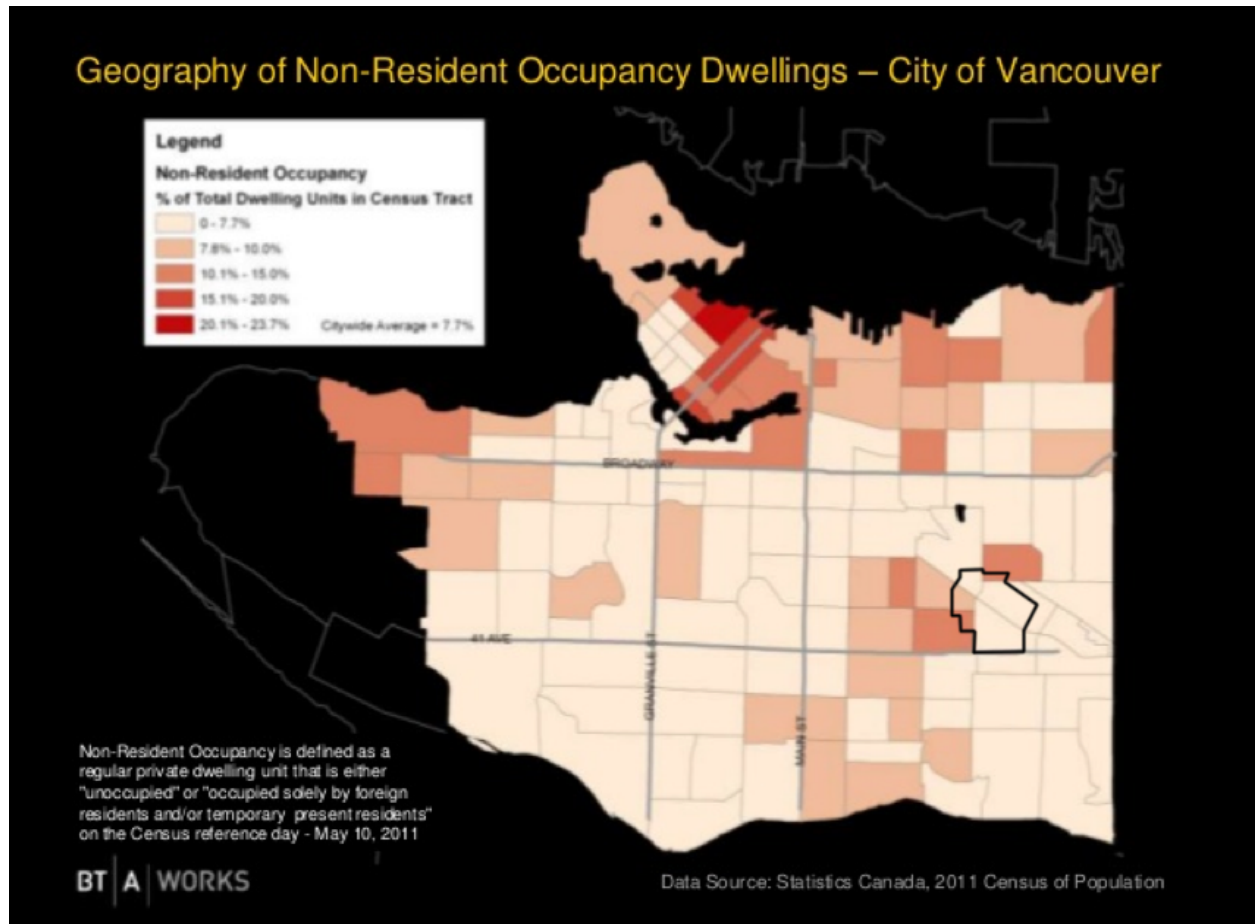 Geography of Non-Resident Occupancy Dwellings – City of Vancouver
Legend
Non-Resident Occupancy
% of Total Dwelling Units in Census Tract
0 - 7.7%
7.8% - 10.0%
10.1% - 15.0%
15.1% - 20.0%
20.1% - 23.7%
Citywide Average = 7.7%
BROADWAY
41 AVE
GRANVILLE ST
MAIN ST
Non-Resident Occupancy is defined as a
regular private dwelling unit that is either
"unoccupied" or "occupied solely by foreign
residents and/or temporary present residents"
on the Census reference day - May 10, 2011
BT|A|WORKS
Data Source: Statistics Canada, 2011 Census of Population